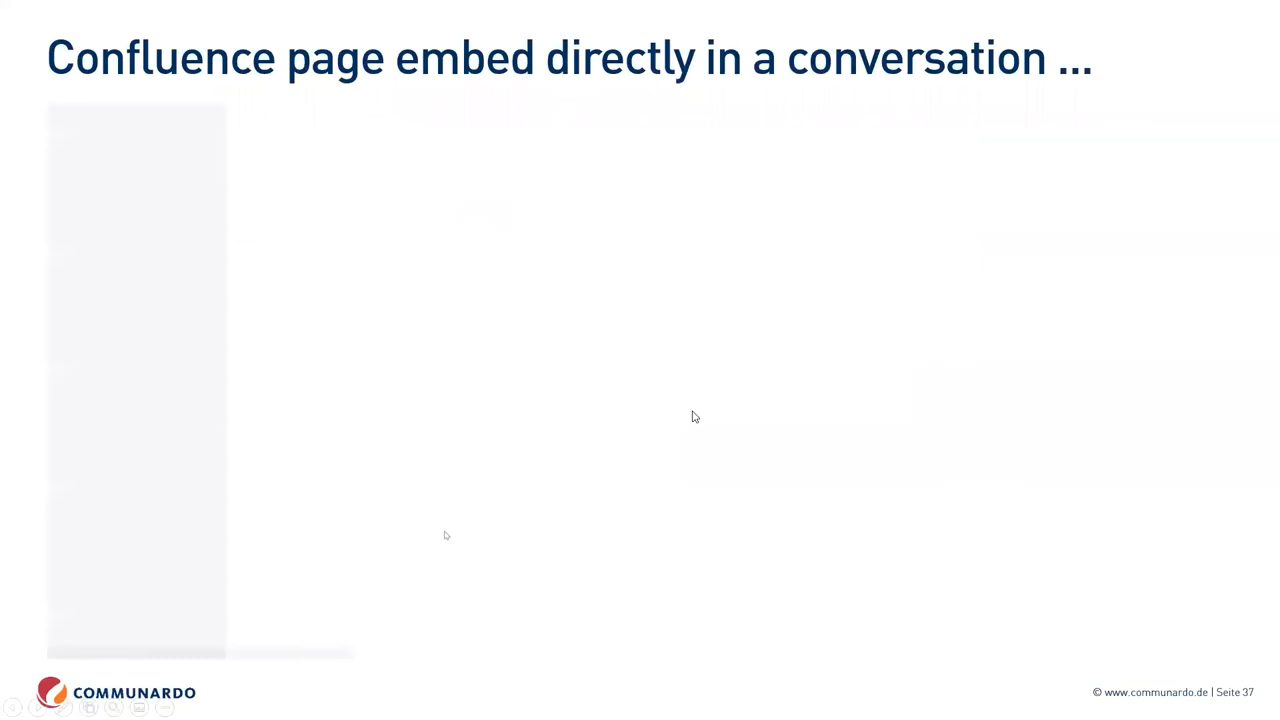 Confluence page embed directly in a conversation ...
COMMUNARDO
© www.communardo.de | Seite 37